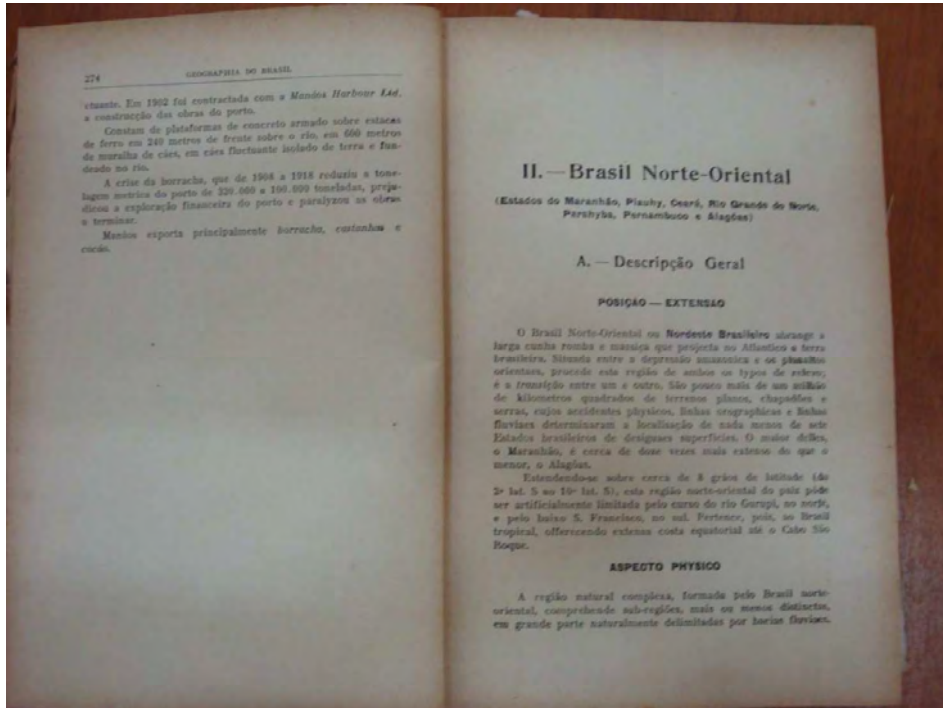 274 GEOGRAPHIA DO BRASIL
ctuante. Em 1902 foi contractada com a Manáos Harbour Ltd.
a construcção das obras do porto.
Constam de plataformas de concreto armado sobre estacas
de ferro em 240 metros de frente sobre o rio, em 600 metros
de muralha de cáes, em cáes fluctuante isolado de terra e fun-
deado no rio.
A crise da borracha, que de 1908 a 1918 reduziu a tone-
lagem metrica do porto de 320.000 a 100.000 toneladas, preju-
dicou a exploração financeira do porto e paralyzou as obras
a terminar.
Manáos exporta principalmente borracha, castanhas e
cacáo.
II. — Brasil Norte-Oriental
(Estados do Maranhão, Piauhy, Ceará, Rio Grande do Norte,
Parahyba, Pernambuco e Alagôas)
A. — Descripção Geral
POSIÇÃO — EXTENSÃO
O Brasil Norte-Oriental ou Nordeste Brasileiro abrange a
larga cunha romba e massiça que projecta no Atlantico a terra
brasileira. Situada entre a depressão amazonica e os planaltos
orientaes, procede esta região de ambos os typos de relevo;
é a transição entre um e outro. São pouco mais de um milhão
de kilometros quadrados de terrenos planos, chapadões e
serras, cujos accidentes physicos, linhas orographicas e linhas
fluviaes determinaram a localisação de nada menos de sete
Estados brasileiros de desiguaes superficies. O maior delles,
o Maranhão, é cerca de doze vezes mais extenso do que o
menor, o Alagôas.
Estendendo-se sobre cerca de 8 gráos de latitude (do
2º lat. S ao 10º lat. S), esta região norte-oriental do paiz póde
ser artificialmente limitada pelo curso do rio Gurupi, no norte,
e pelo baixo S. Francisco, no sul. Pertence, pois, ao Brasil
tropical, offerecendo extensa costa equatorial até o Cabo São
Roque.
ASPECTO PHYSICO
A região natural complexa, formada pelo Brasil norte-
oriental, comprehende sub-regiões, mais ou menos distinctas,
em grande parte naturalmente delimitadas por bacias fluviaes.